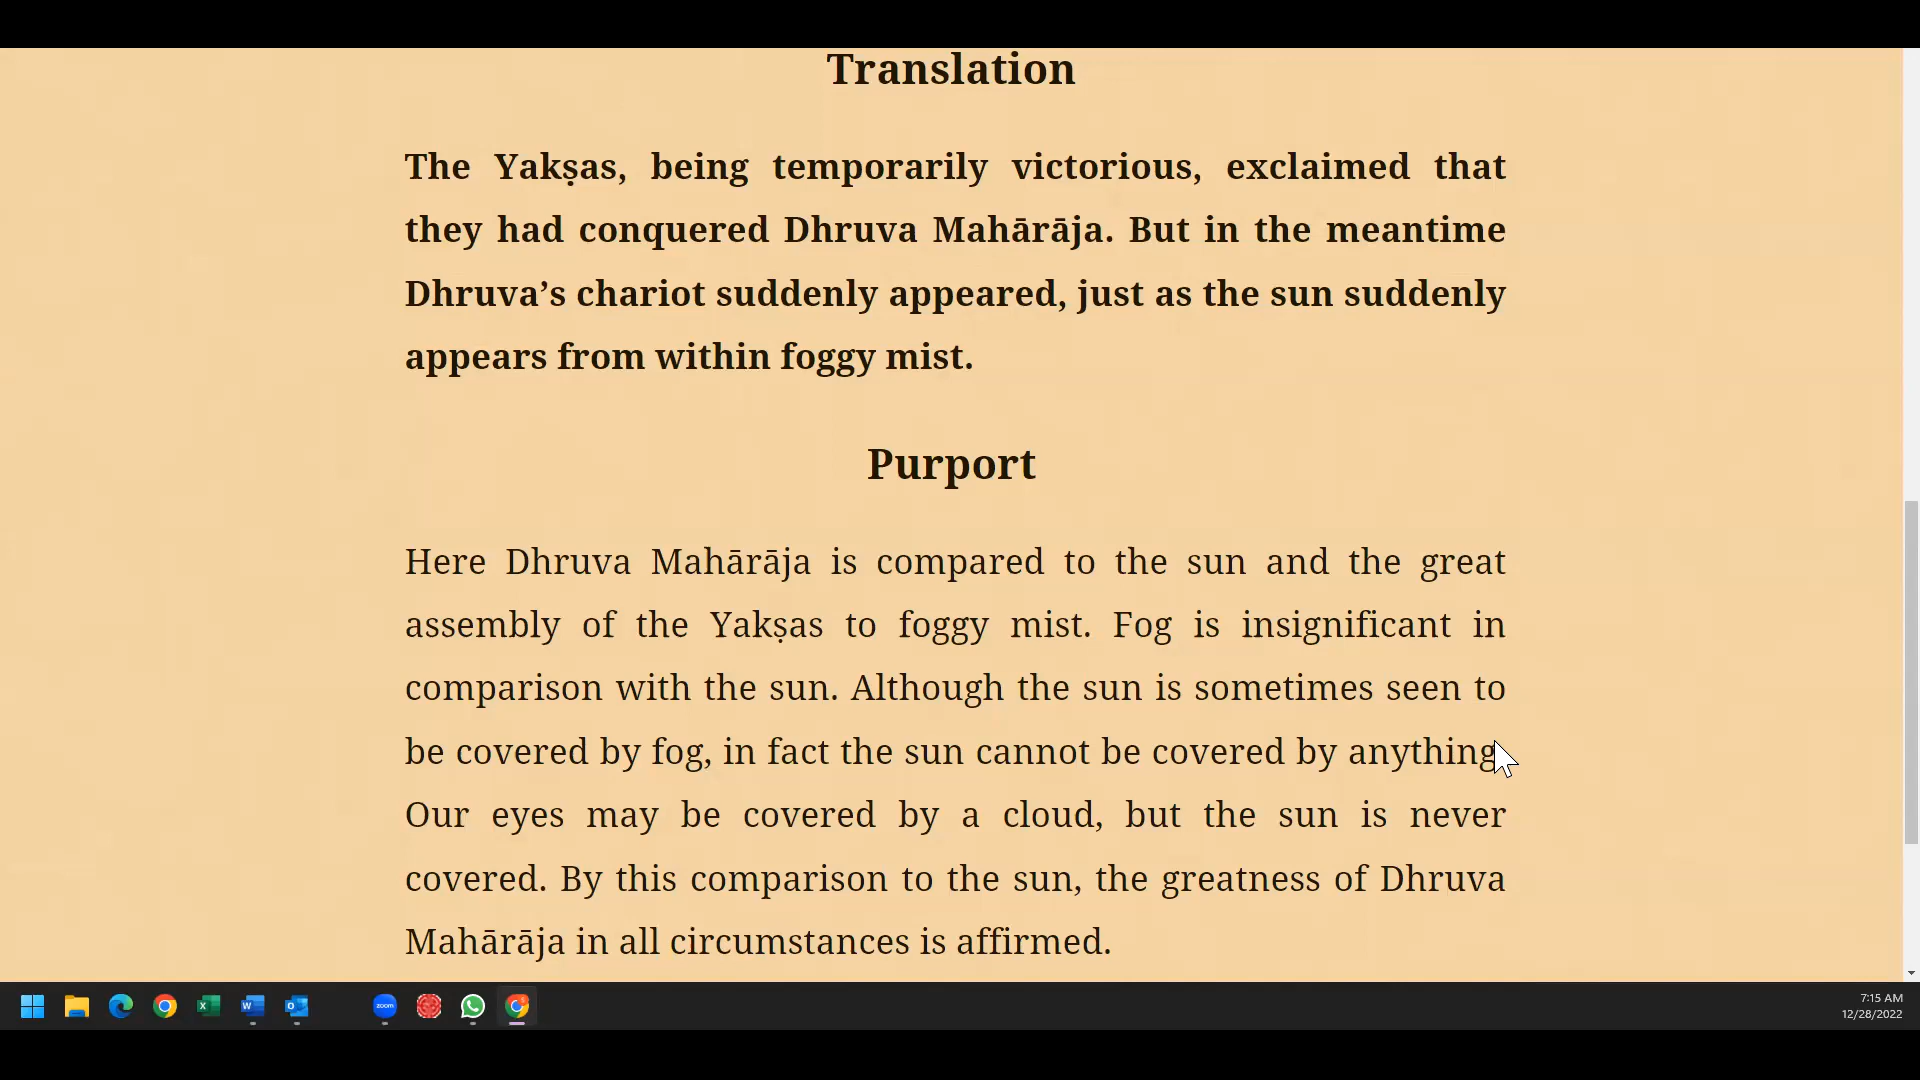 Translation
The Yakṣas, being temporarily victorious, exclaimed that
they had conquered Dhruva Mahārāja. But in the meantime
Dhruva’s chariot suddenly appeared, just as the sun suddenly
appears from within foggy mist.
Purport
Here Dhruva Mahārāja is compared to the sun and the great
assembly of the Yakṣas to foggy mist. Fog is insignificant in
comparison with the sun. Although the sun is sometimes seen to
be covered by fog, in fact the sun cannot be covered by anything
Our eyes may be covered by a cloud, but the sun is never
covered. By this comparison to the sun, the greatness of Dhruva
Mahārāja in all circumstances is affirmed.
zoom
7:15 AM
12/28/2022